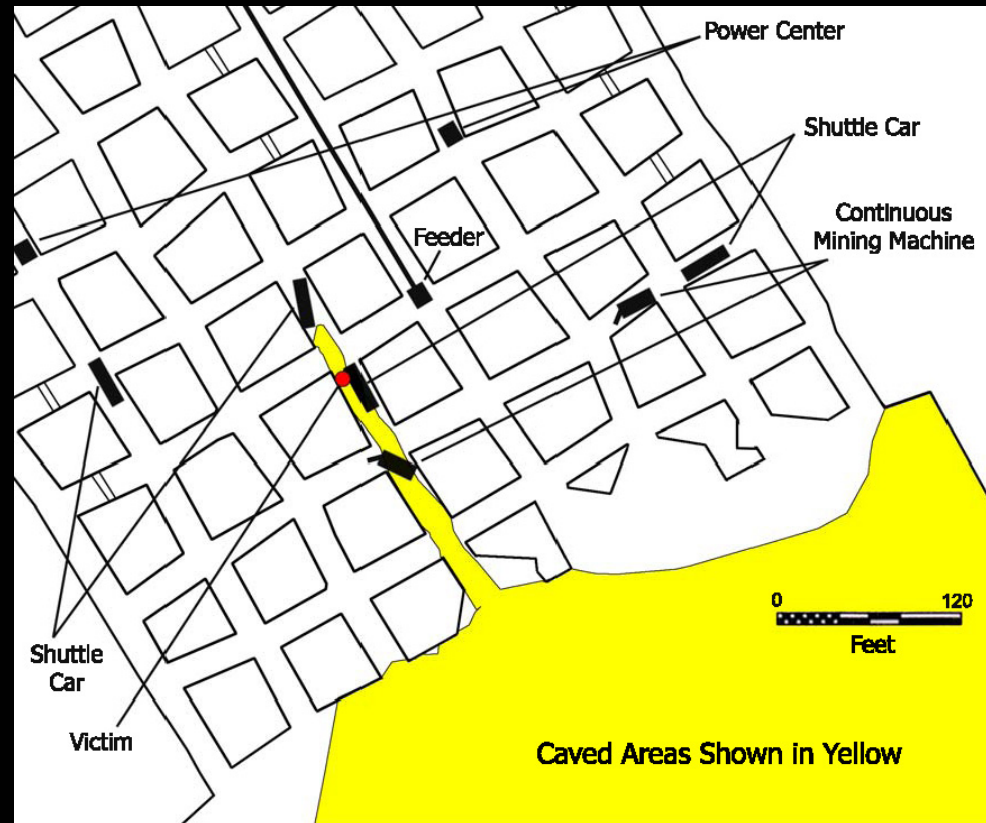 Power Center
Shuttle Car
Continuous
Mining Machine
Feeder
0 120
Feet
Shuttle
Car
Victim
Caved Areas Shown in Yellow